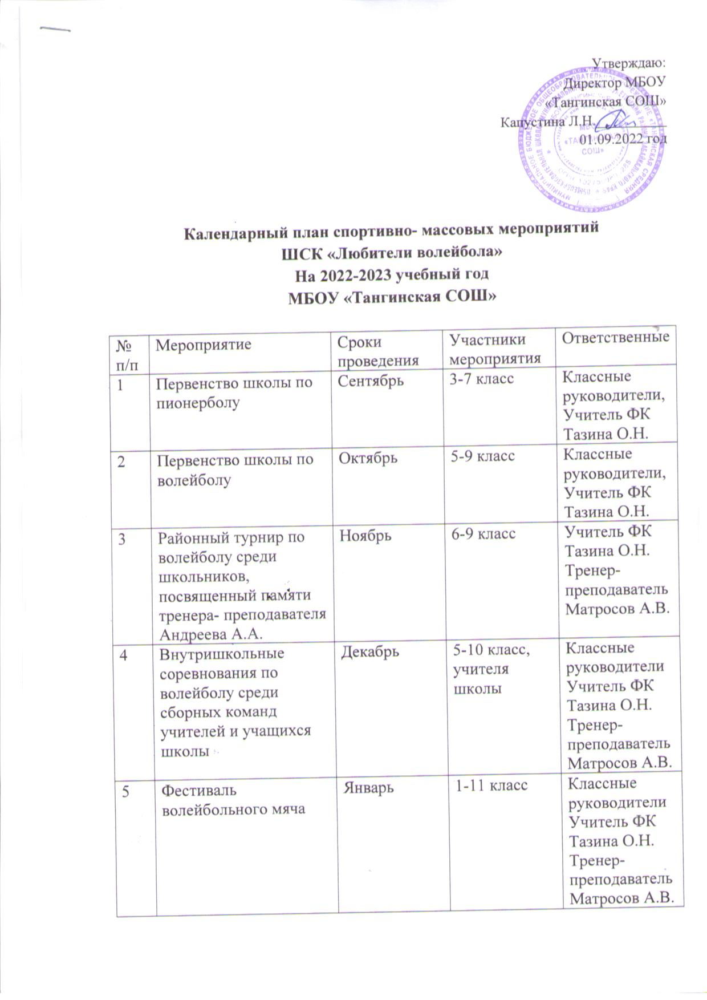 Утверждаю:
Директор МБОУ
«Тангинская СОШ»
Капустина Л.Н.
01.09.2022 год
Календарный план спортивно- массовых мероприятий
ШСК «Любители волейбола»
На 2022-2023 учебный год
МБОУ «Тангинская СОШ»
№
п/п
Мероприятие
Сроки
проведения
Участники
мероприятия
Ответственные
1
Первенство школы по
пионерболу
Сентябрь
3-7 класс
Классные
руководители,
Учитель ФК
Тазина О.Н.
2
Первенство школы по
волейболу
Октябрь
5-9 класс
Классные
руководители,
Учитель ФК
Тазина О.Н.
3
Районный турнир по
волейболу среди
школьников,
посвященный памяти
тренера- преподавателя
Андреева А.А.
Ноябрь
6-9 класс
Учитель ФК
Тазина О.Н.
Тренер-
преподаватель
Матросов А.В.
4
Внутришкольные
соревнования по
волейболу среди
сборных команд
учителей и учащихся
школы
Декабрь
5-10 класс,
учителя
школы
Классные
руководители
Учитель ФК
Тазина О.Н.
Тренер-
преподаватель
Матросов А.В.
5
Фестиваль
волейбольного мяча
Январь
1-11 класс
Классные
руководители
Учитель ФК
Тазина О.Н.
Тренер-
преподаватель
Матросов А.В.